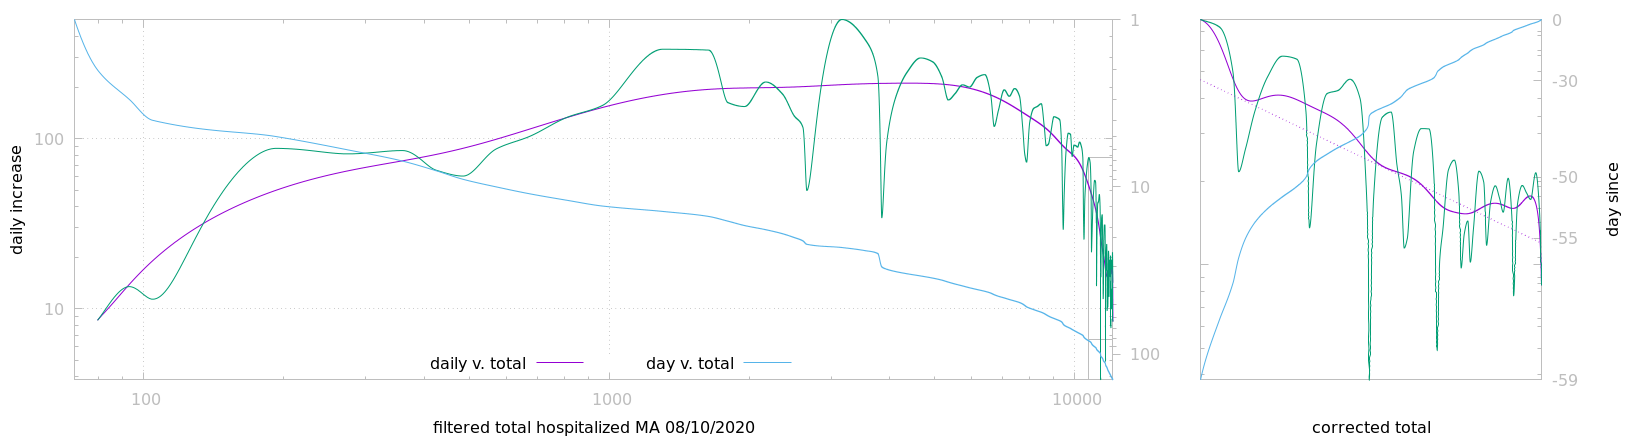 daily increase
100
10
daily v. total
day v. total
100
1000
10000
filtered total hospitalized MA 08/10/2020
1
10
100
0
-30
-50
-55
-59
day since
corrected total